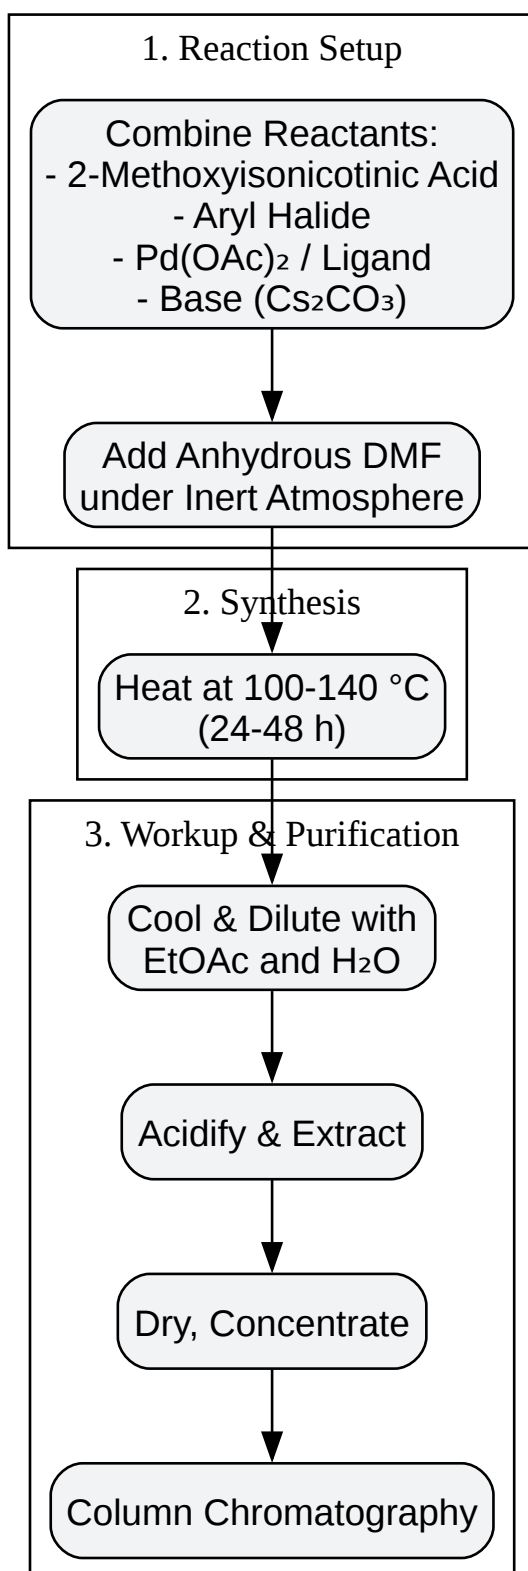 1. Reaction Setup
Combine Reactants:
- 2-Methoxyisonicotinic Acid
- Aryl Halide
- Pd(OAc)₂ / Ligand
- Base (Cs₂CO₃)
Add Anhydrous DMF
under Inert Atmosphere
2. Synthesis
Heat at 100-140 °C
(24-48 h)
3. Workup & Purification
Cool & Dilute with
EtOAc and H₂O
Acidify & Extract
Dry, Concentrate
Column Chromatography